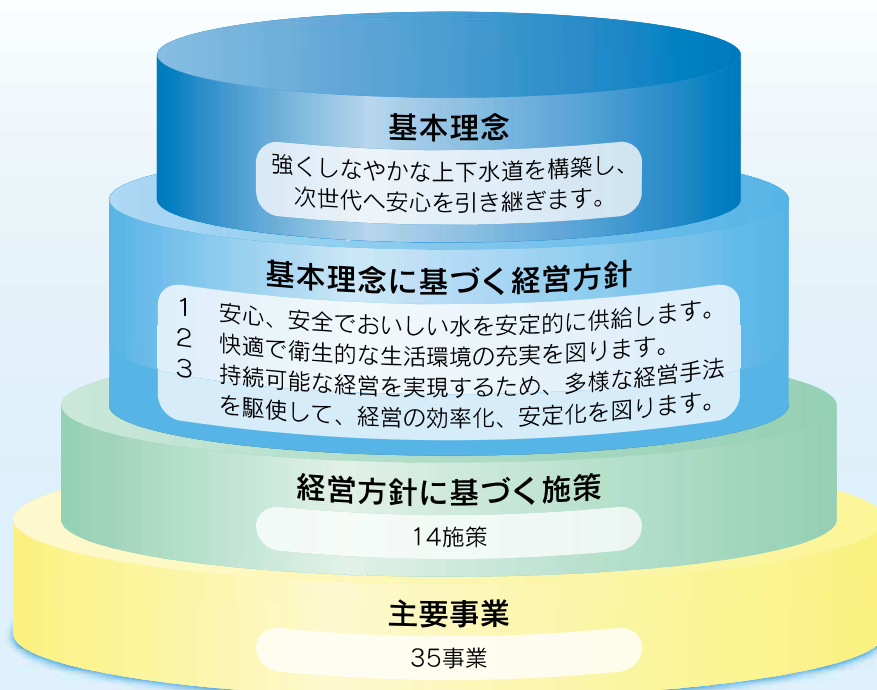 基本理念
強くしなやかな上下水道を構築し、
次世代へ安心を引き継ぎます。
基本理念に基づく経営方針
1 安心、安全でおいしい水を安定的に供給します。
2 快適で衛生的な生活環境の充実を図ります。
3 持続可能な経営を実現するため、多様な経営手法
を駆使して、経営の効率化、安定化を図ります。
経営方針に基づく施策
14施策
主要事業
35事業